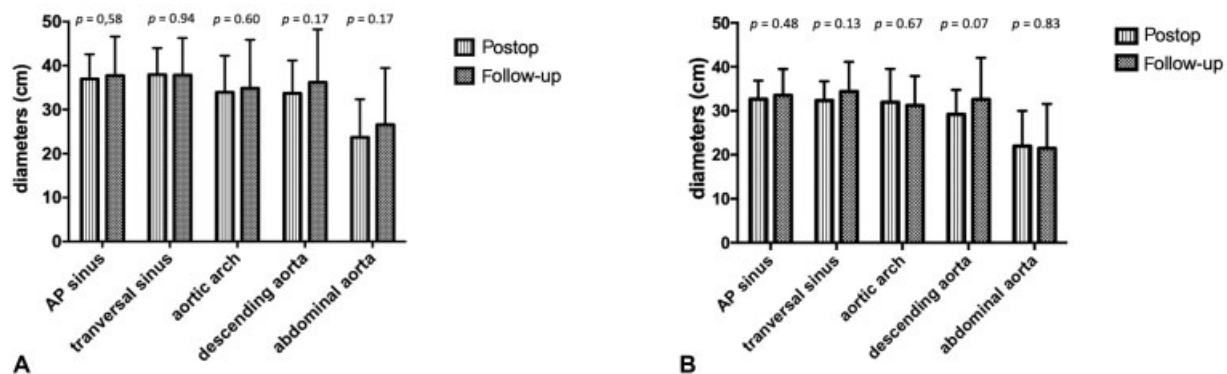 50
40
30
20
10
0
diameters (cm)
p = 0,58
p = 0.94
p = 0.60
p = 0.17
p = 0.17
Postop
Follow-up
AP sinus
tranversal sinus
aortic arch
descending aorta
abdominal aorta
A
50
40
30
20
10
0
diameters (cm)
p = 0.48
p = 0.13
p = 0.67
p = 0.07
p = 0.83
Postop
Follow-up
AP sinus
tranversal sinus
aortic arch
descending aorta
abdominal aorta
B